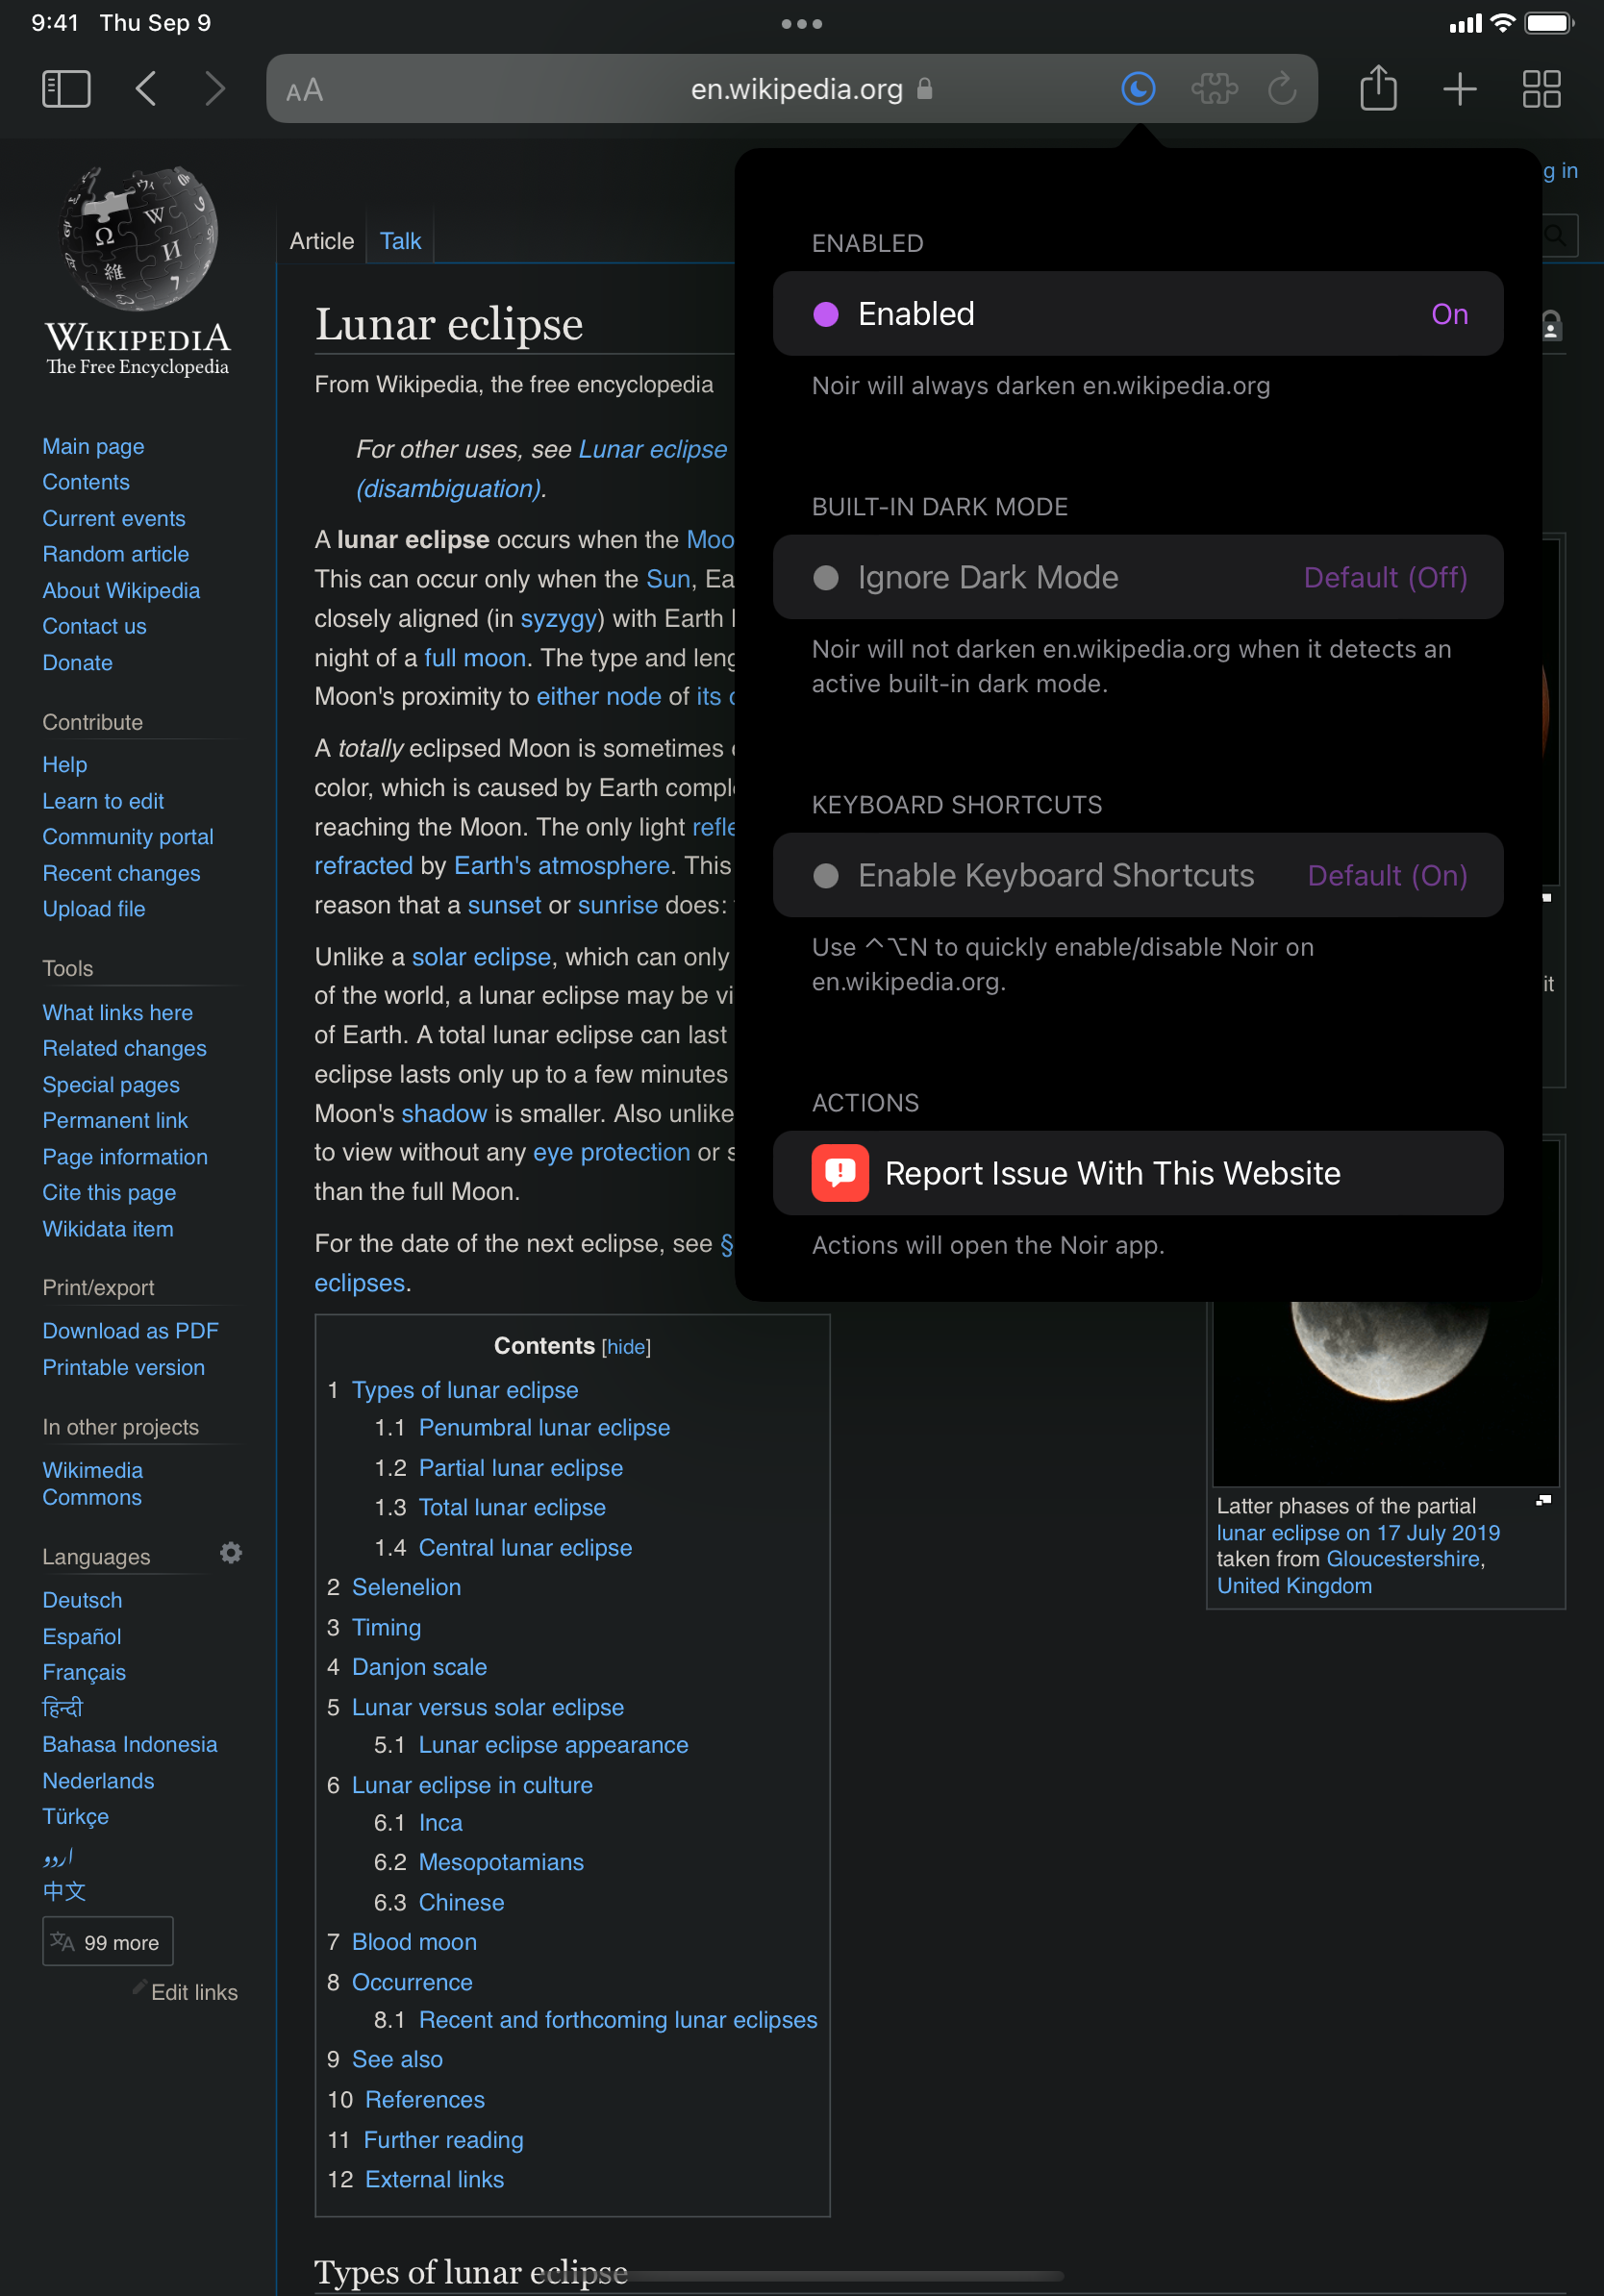 9:41 Thu Sep 9
AA en.wikipedia.org
WIKIPEDIA
The Free Encyclopedia
Main page
Contents
Current events
Random article
About Wikipedia
Contact us
Donate
Contribute
Help
Learn to edit
Community portal
Recent changes
Upload file
Tools
What links here
Related changes
Special pages
Permanent link
Page information
Cite this page
Wikidata item
Print/export
Download as PDF
Printable version
In other projects
Wikimedia
Commons
Languages
Deutsch
Español
Français
हिन्दी
Bahasa Indonesia
Nederlands
Türkçe
اردو
中文
99 more
Edit links
g in
Article Talk
Lunar eclipse
From Wikipedia, the free encyclopedia
For other uses, see Lunar eclipse
(disambiguation).
A lunar eclipse occurs when the Moo
This can occur only when the Sun, Ea
closely aligned (in syzygy) with Earth
night of a full moon. The type and leng
Moon's proximity to either node of its
A totally eclipsed Moon is sometimes
color, which is caused by Earth compl
reaching the Moon. The only light refle
refracted by Earth's atmosphere. This
reason that a sunset or sunrise does:
Unlike a solar eclipse, which can only
of the world, a lunar eclipse may be vi
of Earth. A total lunar eclipse can last
eclipse lasts only up to a few minutes
Moon's shadow is smaller. Also unlike
to view without any eye protection or s
than the full Moon.
For the date of the next eclipse, see §
eclipses.
Contents [hide]
1 Types of lunar eclipse
1.1 Penumbral lunar eclipse
1.2 Partial lunar eclipse
1.3 Total lunar eclipse
1.4 Central lunar eclipse
2 Selenelion
3 Timing
4 Danjon scale
5 Lunar versus solar eclipse
5.1 Lunar eclipse appearance
6 Lunar eclipse in culture
6.1 Inca
6.2 Mesopotamians
6.3 Chinese
7 Blood moon
8 Occurrence
8.1 Recent and forthcoming lunar eclipses
9 See also
10 References
11 Further reading
12 External links
Types of lunar eclipse
ENABLED
Enabled On
Noir will always darken en.wikipedia.org
BUILT-IN DARK MODE
Ignore Dark Mode Default (Off)
Noir will not darken en.wikipedia.org when it detects an
active built-in dark mode.
KEYBOARD SHORTCUTS
Enable Keyboard Shortcuts Default (On)
Use ⌃⌥N to quickly enable/disable Noir on
en.wikipedia.org.
ACTIONS
Report Issue With This Website
Actions will open the Noir app.
it
Latter phases of the partial
lunar eclipse on 17 July 2019
taken from Gloucestershire,
United Kingdom